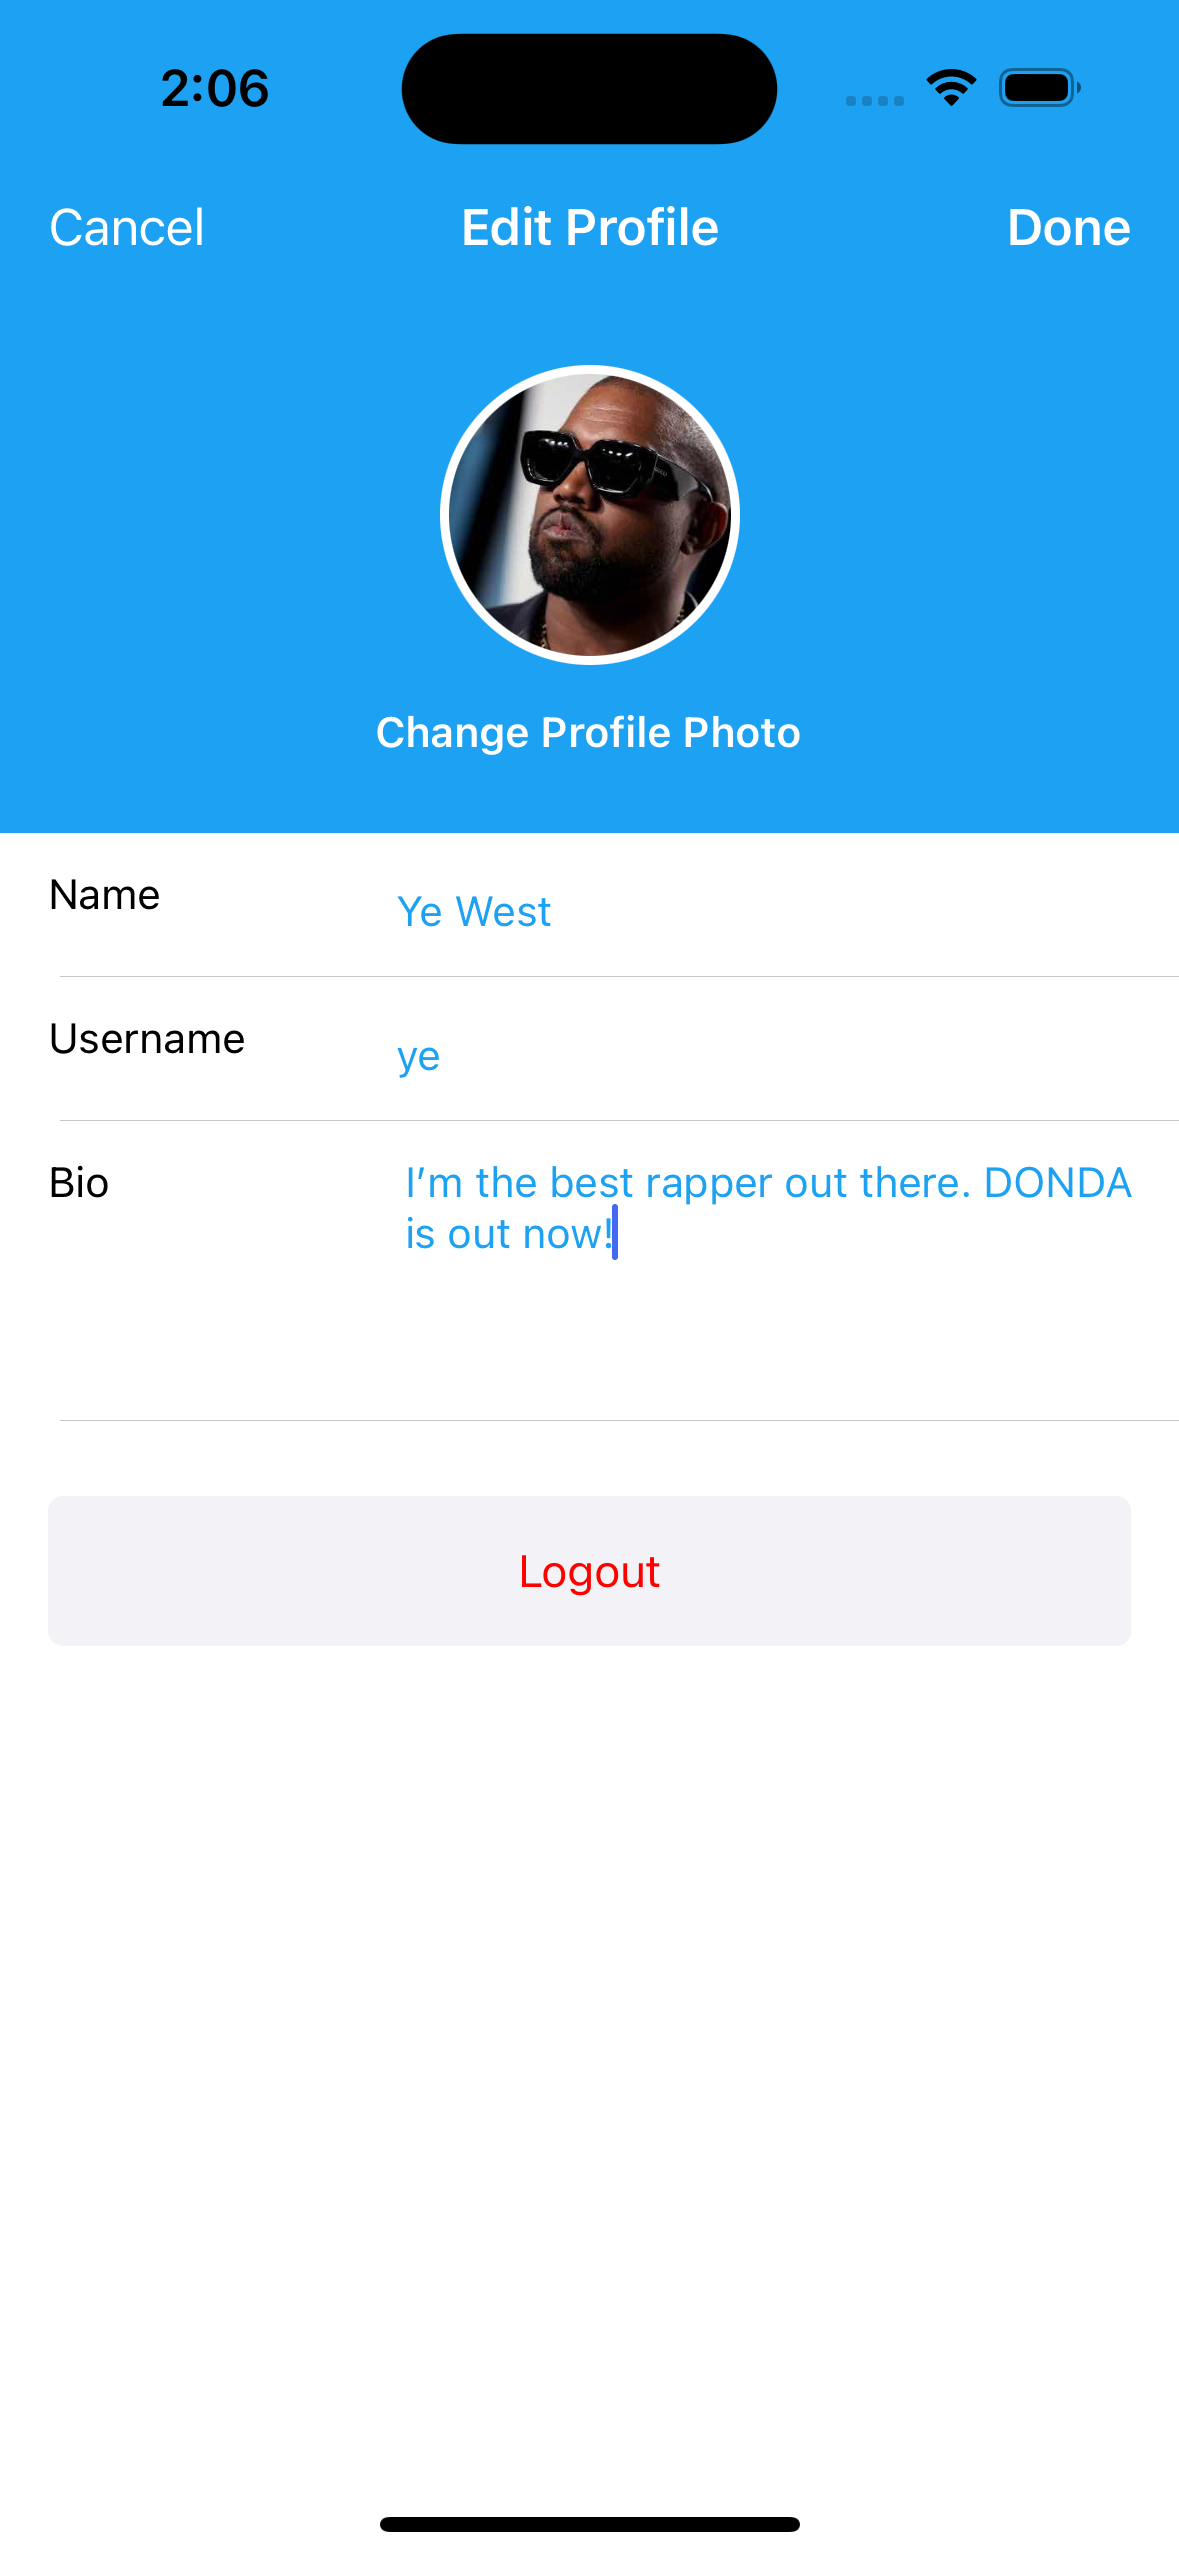 2:06
Cancel Edit Profile Done
Change Profile Photo
Name Ye West
Username ye
Bio I’m the best rapper out there. DONDA
is out now!
Logout